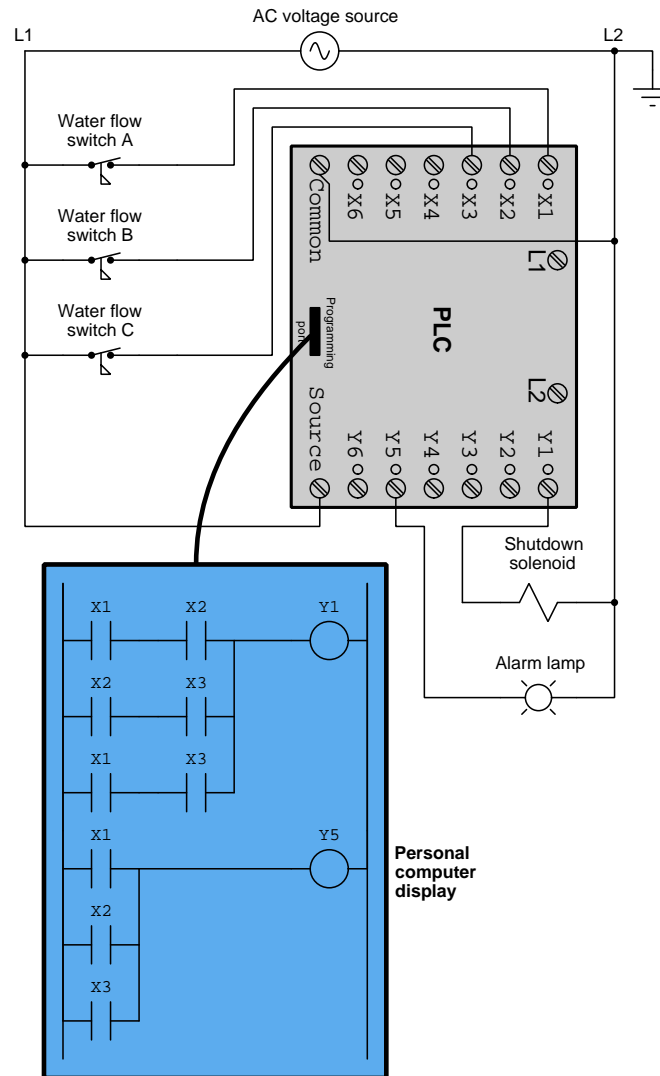 AC voltage source
L1
L2
Water flow
switch A
Water flow
switch B
Water flow
switch C
Common
X6
X5
X4
X3
X2
X1
L1
Programming
port
PLC
L2
Source
Y6
Y5
Y4
Y3
Y2
Y1
Shutdown
solenoid
Alarm lamp
X1
X2
Y1
X2
X3
X1
X3
X1
Y5
X2
X3
Personal
computer
display